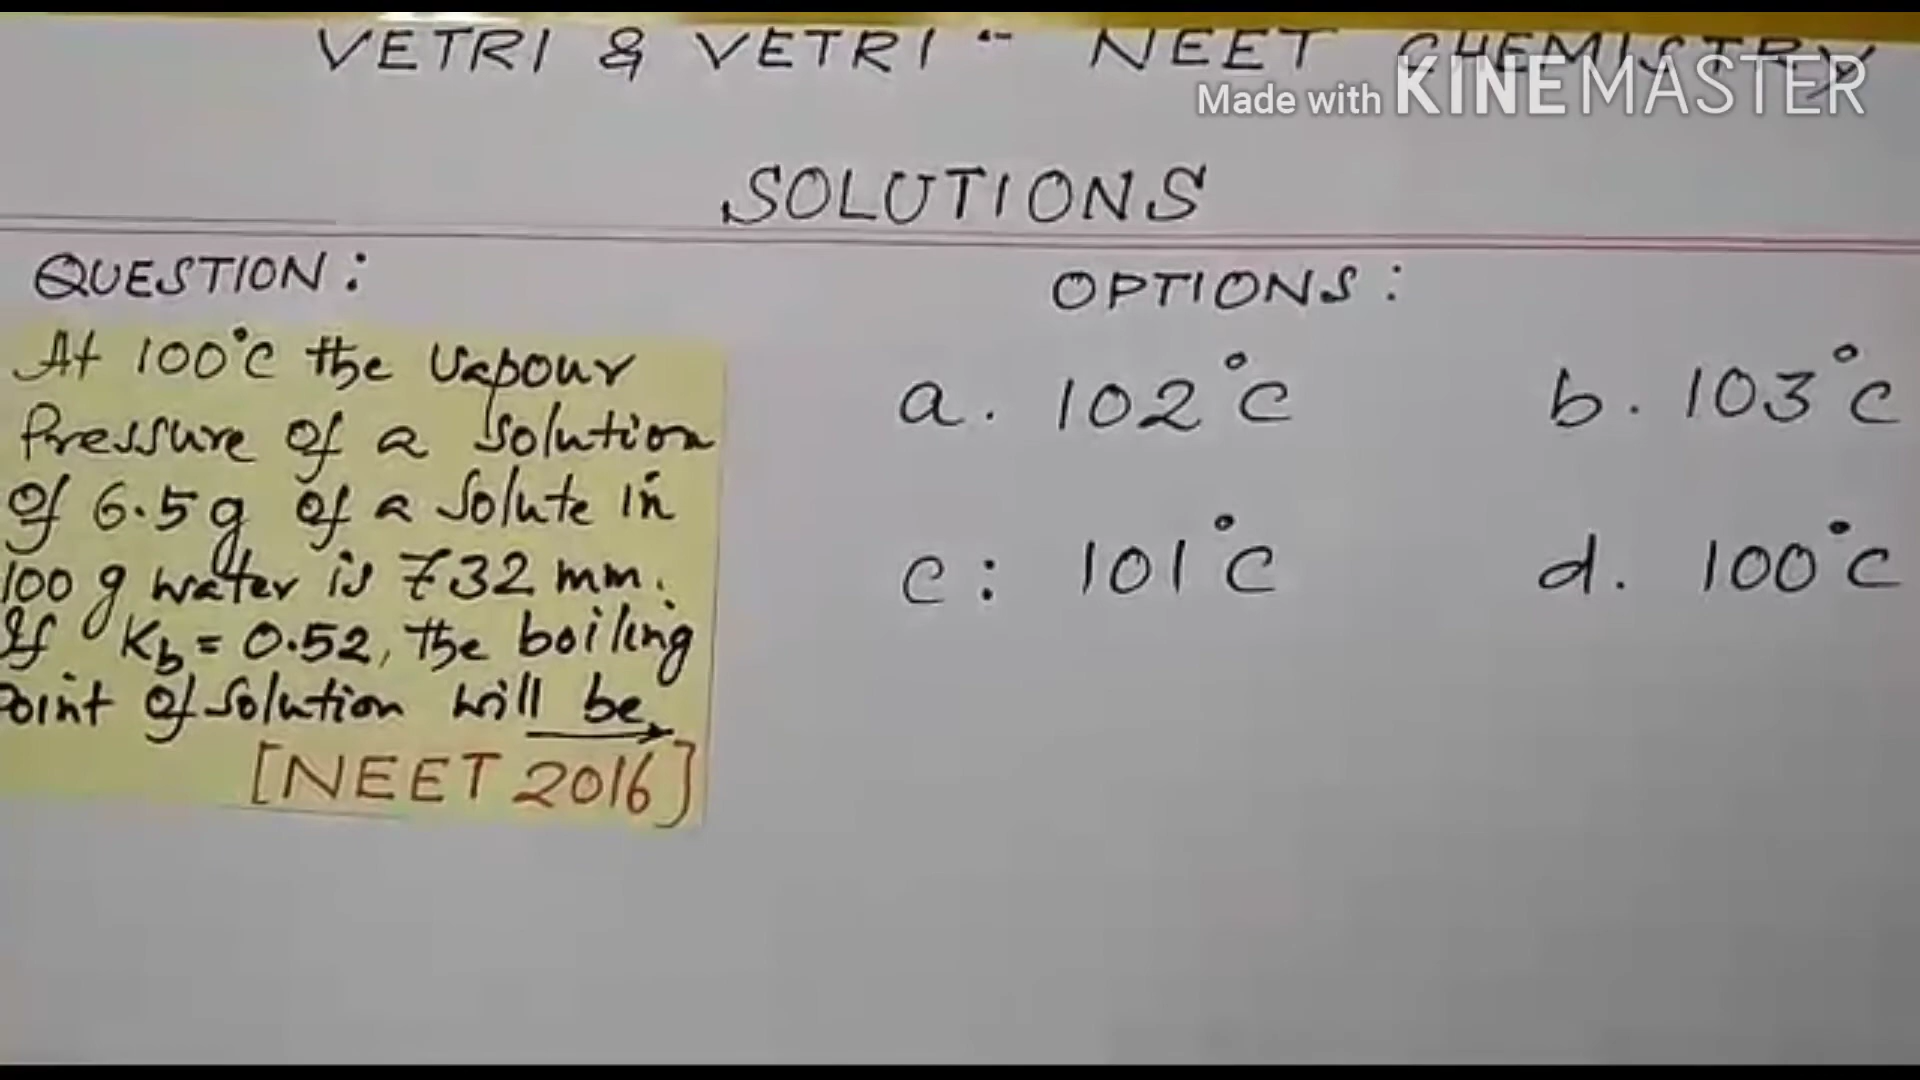 VETRI & VETRI - NEET CHEMISTRY
Made with KINEMASTER
SOLUTIONS
QUESTION:
At 100°C the Vapour
Pressure of a Solution
of 6.5g of a Solute in
100 g water is 732 mm.
If Kb = 0.52, the boiling
Point of Solution will be
[NEET 2016]
OPTIONS:
a. 102°C b. 103°C
c: 101°C d. 100°C